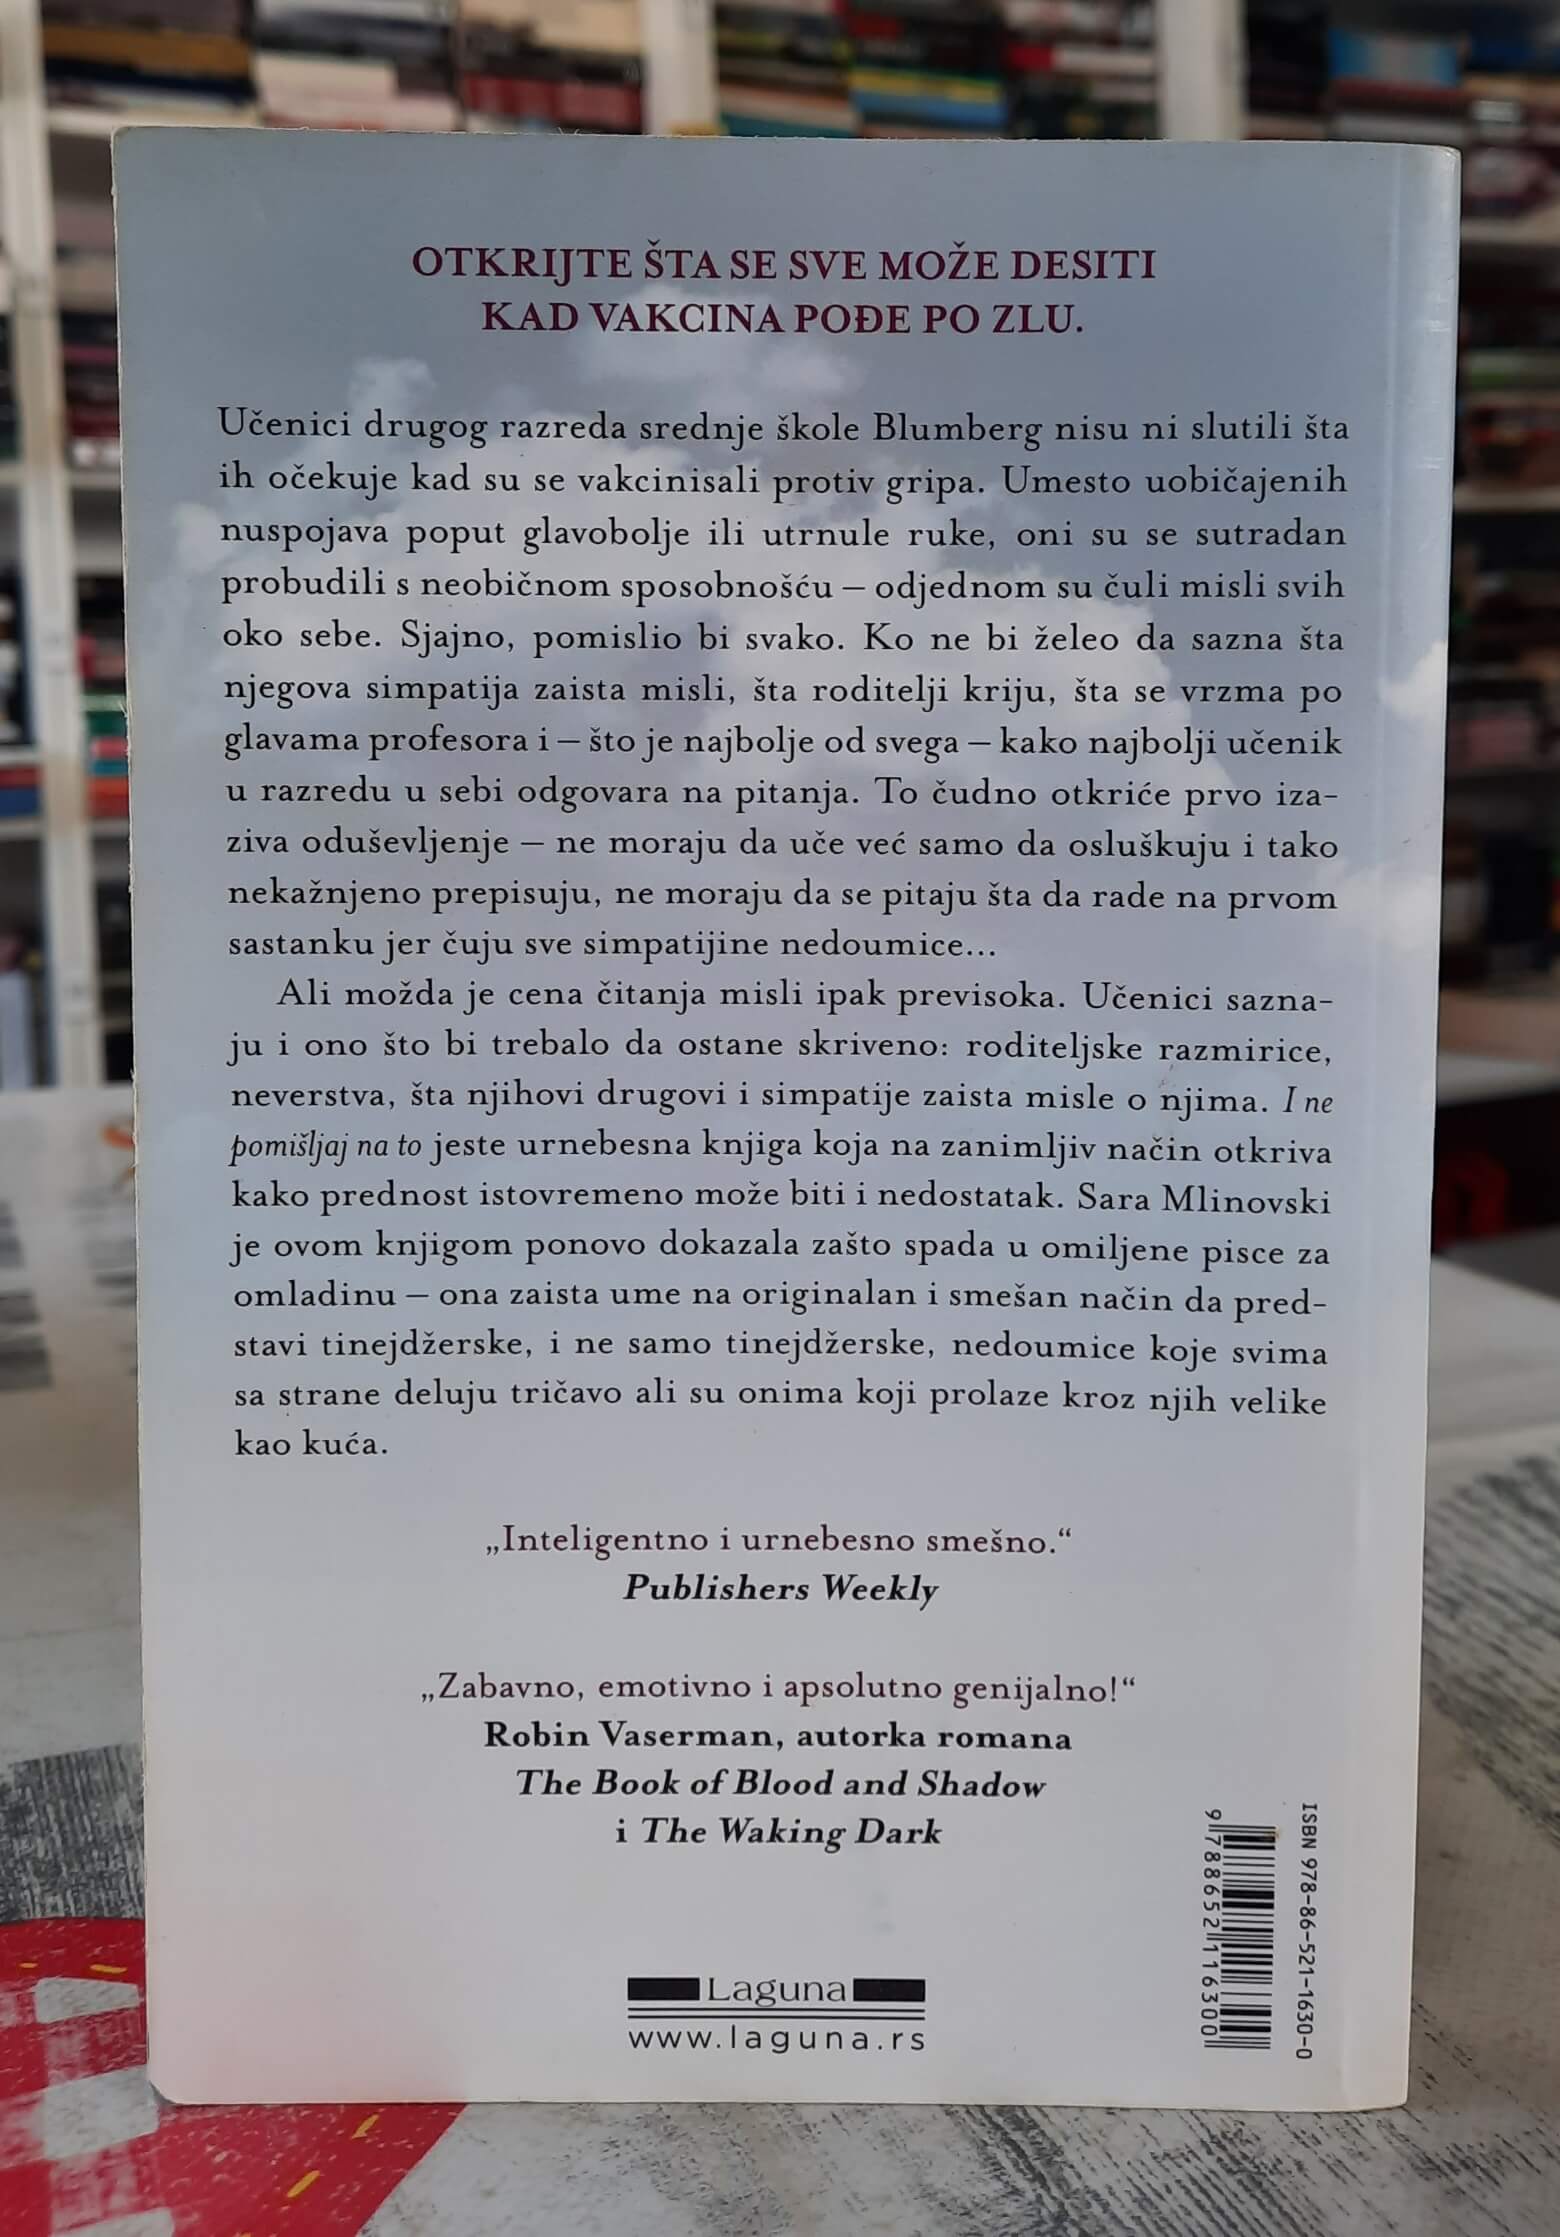 OTKRIJTE ŠTA SE SVE MOŽE DESITI
KAD VAKCINA POĐE PO ZLU.
Učenici drugog razreda srednje škole Blumberg nisu ni slutili šta
ih očekuje kad su se vakcinisali protiv gripa. Umesto uobičajenih
nuspojava poput glavobolje ili utrnule ruke, oni su se sutradan
probudili s neobičnom sposobnošću – odjednom su čuli misli svih
oko sebe. Sjajno, pomislio bi svako. Ko ne bi želeo da sazna šta
njegova simpatija zaista misli, šta roditelji kriju, šta se vrzma po
glavama profesora i – što je najbolje od svega – kako najbolji učenik
u razredu u sebi odgovara na pitanja. To čudno otkriće prvo iza-
ziva oduševljenje – ne moraju da uče već samo da osluškuju i tako
nekažnjeno prepisuju, ne moraju da se pitaju šta da rade na prvom
sastanku jer čuju sve simpatijine nedoumice...
Ali možda je cena čitanja misli ipak previsoka. Učenici sazna-
ju i ono što bi trebalo da ostane skriveno: roditeljske razmirice,
neverstva, šta njihovi drugovi i simpatije zaista misle o njima. I ne
pomišljaj na to jeste urnebesna knjiga koja na zanimljiv način otkriva
kako prednost istovremeno može biti i nedostatak. Sara Mlinovski
je ovom knjigom ponovo dokazala zašto spada u omiljene pisce za
omladinu – ona zaista ume na originalan i smešan način da pred-
stavi tinejdžerske, i ne samo tinejdžerske, nedoumice koje svima
sa strane deluju tričavo ali su onima koji prolaze kroz njih velike
kao kuća.
„Inteligentno i urnebesno smešno.“
Publishers Weekly
„Zabavno, emotivno i apsolutno genijalno!“
Robin Vaserman, autorka romana
The Book of Blood and Shadow
i The Waking Dark
Laguna
www.laguna.rs
ISBN 978-86-521-1630-0
9 788652 116300